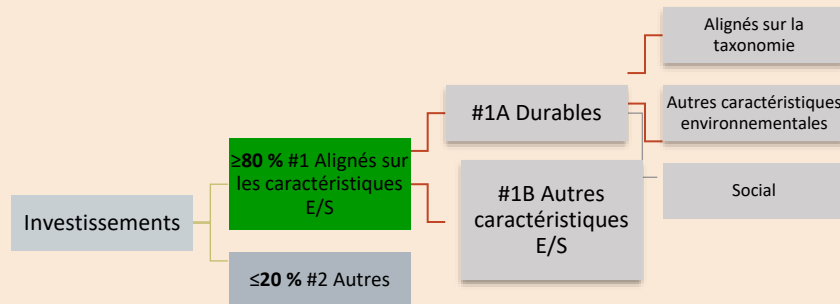 Investissements
≥80 % #1 Alignés sur
les caractéristiques
E/S
≤20 % #2 Autres
#1A Durables
#1B Autres
caractéristiques
E/S
Alignés sur la
taxonomie
Autres caractéristiques
environnementales
Social